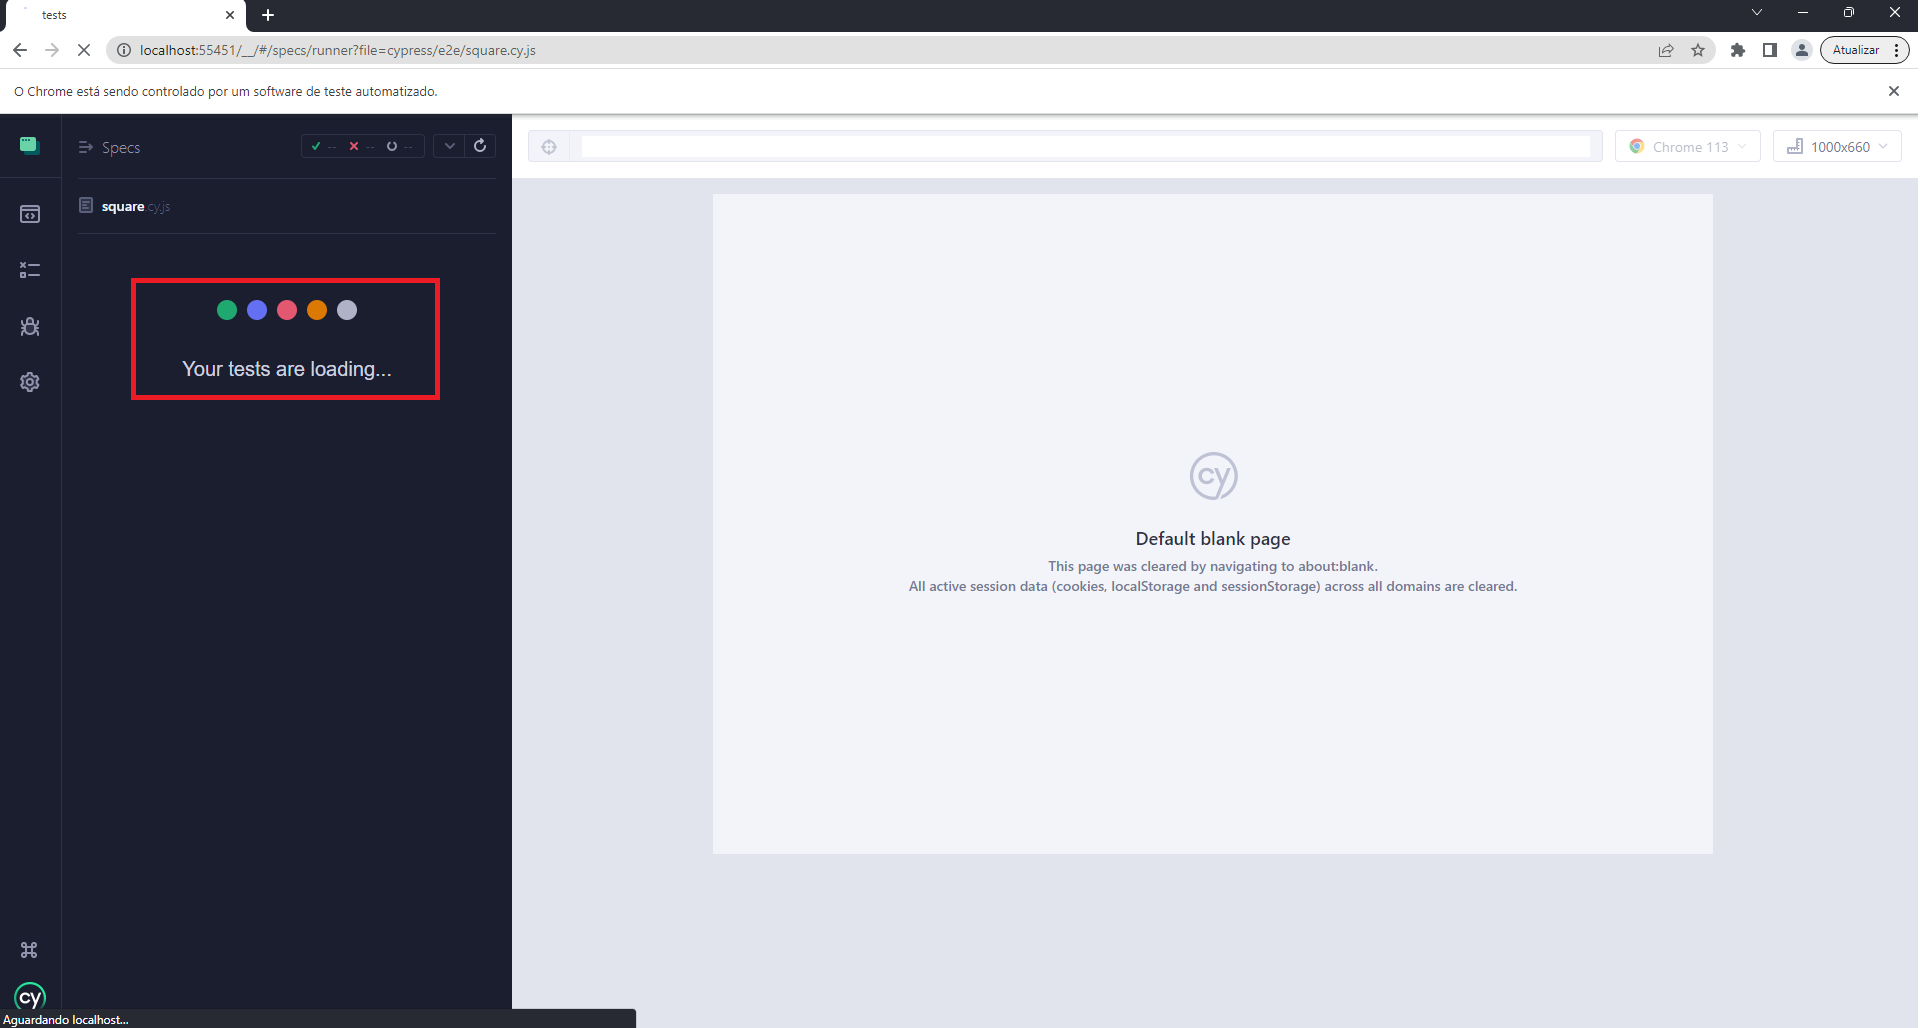 tests
localhost:55451/__/#/specs/runner?file=cypress/e2e/square.cy.js
Atualizar
O Chrome está sendo controlado por um software de teste automatizado.
Specs
-- -- --
Chrome 113
1000x660
square.cy.js
Your tests are loading...
cy
Default blank page
This page was cleared by navigating to about:blank.
All active session data (cookies, localStorage and sessionStorage) across all domains are cleared.
cy
Aguardando localhost...